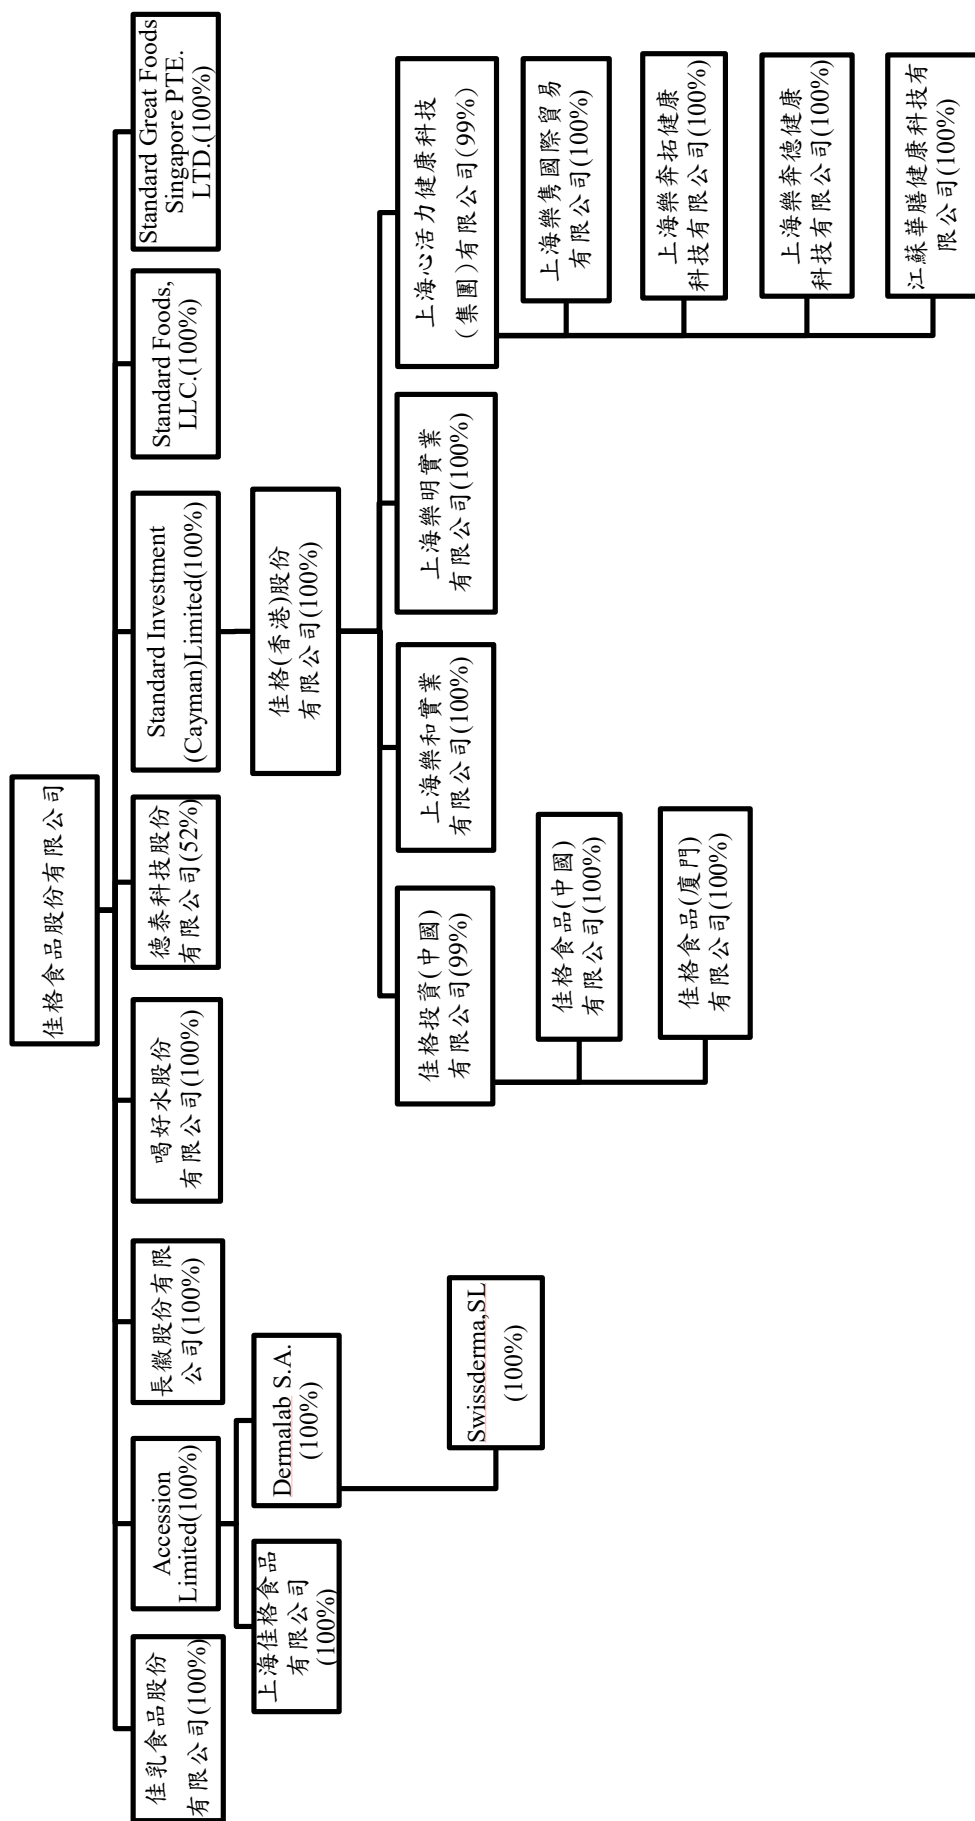 佳格食品股份有限公司
佳乳食品股份
有限公司(100%)
Accession
Limited(100%)
長徽股份有限
公司(100%)
喝好水股份
有限公司(100%)
德泰科技股份
有限公司(52%)
Standard Investment
(Cayman)Limited(100%)
Standard Foods,
LLC.(100%)
Standard Great Foods
Singapore PTE.
LTD.(100%)
上海佳格食品
有限公司
(100%)
Dermalab S.A.
(100%)
佳格(香港)股份
有限公司(100%)
Swissderma,SL
(100%)
佳格投資(中國)
有限公司(99%)
上海樂和實業
有限公司(100%)
上海樂明實業
有限公司(100%)
上海心活力健康科技
(集團)有限公司(99%)
佳格食品(中國)
有限公司(100%)
佳格食品(廈門)
有限公司(100%)
上海樂雋國際貿易
有限公司(100%)
上海樂奔拓健康
科技有限公司(100%)
上海樂奔德健康
科技有限公司(100%)
江蘇華膳健康科技有
限公司(100%)